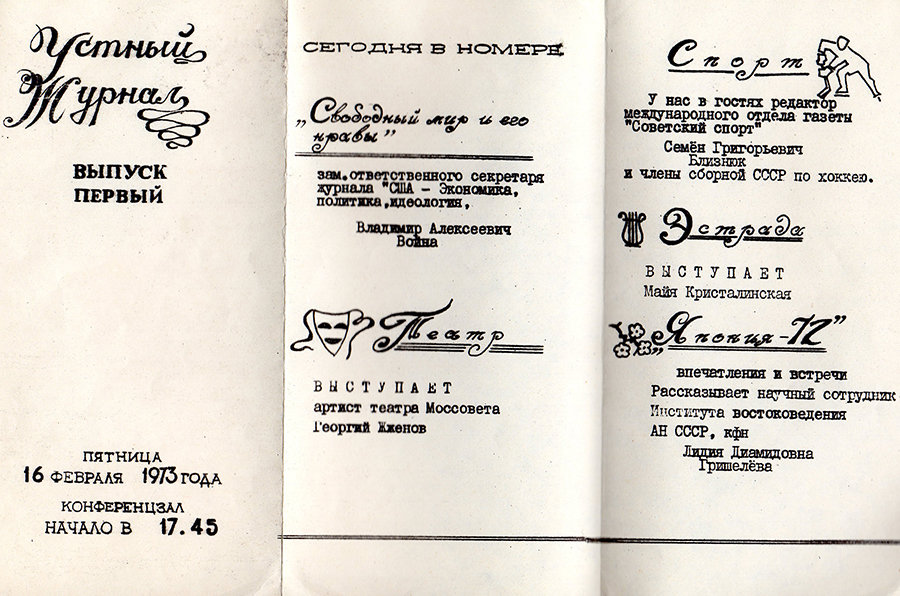 Устный
Журнал
ВЫПУСК
ПЕРВЫЙ
ПЯТНИЦА
16 ФЕВРАЛЯ 1973 ГОДА
КОНФЕРЕНЦЗАЛ
НАЧАЛО В 17.45
СЕГОДНЯ В НОМЕРЕ
„Свободный мир и его
нравы"
зам.ответственного секретаря
журнала "США - Экономика,
политика,идеология,
Владимир Алексеевич
Война
Театр
ВЫСТУПАЕТ
артист театра Моссовета
Георгий Жженов
Спорт
У нас в гостях редактор
международного отдела газеты
"Советский спорт"
Семён Григорьевич
Близнюк
и члены сборной СССР по хоккею.
Эстрада
ВЫСТУПАЕТ
Майя Кристалинская
„Япония-72"
впечатления и встречи
Рассказывает научный сотрудник
Института востоковедения
АН СССР, кфн
Лидия Диамидовна
Гришелёва